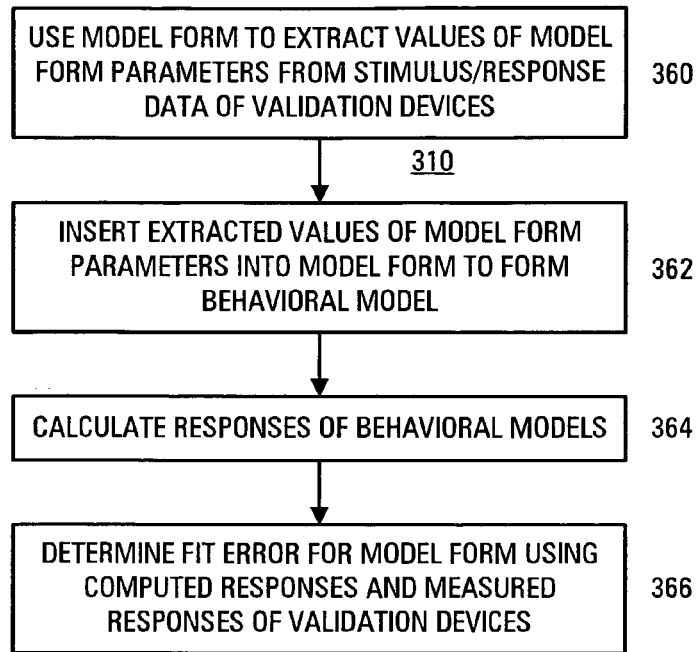 USE MODEL FORM TO EXTRACT VALUES OF MODEL
FORM PARAMETERS FROM STIMULUS/RESPONSE
DATA OF VALIDATION DEVICES
360
310
INSERT EXTRACTED VALUES OF MODEL FORM
PARAMETERS INTO MODEL FORM TO FORM
BEHAVIORAL MODEL
362
CALCULATE RESPONSES OF BEHAVIORAL MODELS
364
DETERMINE FIT ERROR FOR MODEL FORM USING
COMPUTED RESPONSES AND MEASURED
RESPONSES OF VALIDATION DEVICES
366